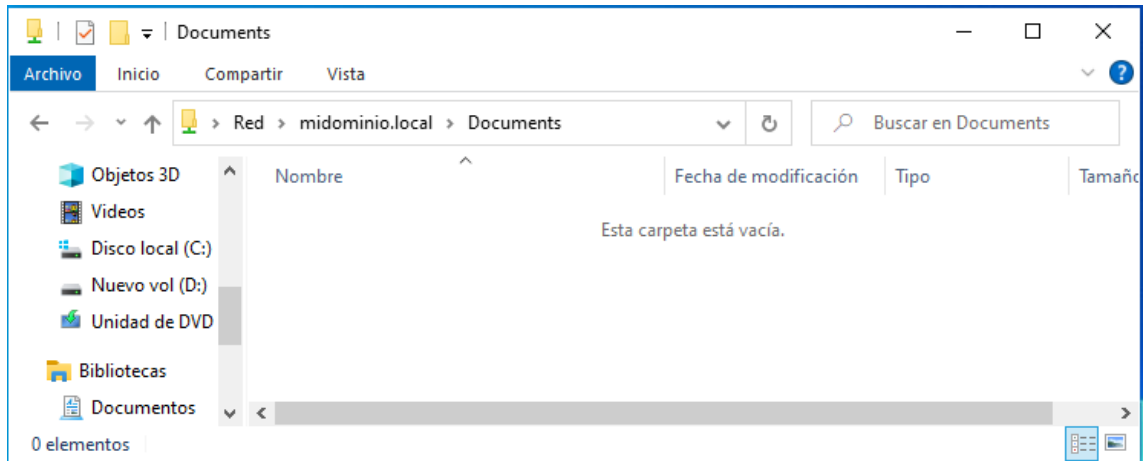 Documents
Archivo Inicio Compartir Vista
Red > midominio.local > Documents Buscar en Documents
Objetos 3D Nombre Fecha de modificación Tipo Tamaño
Videos
Esta carpeta está vacía.
Disco local (C:)
Nuevo vol (D:)
Unidad de DVD
Bibliotecas
Documentos
0 elementos